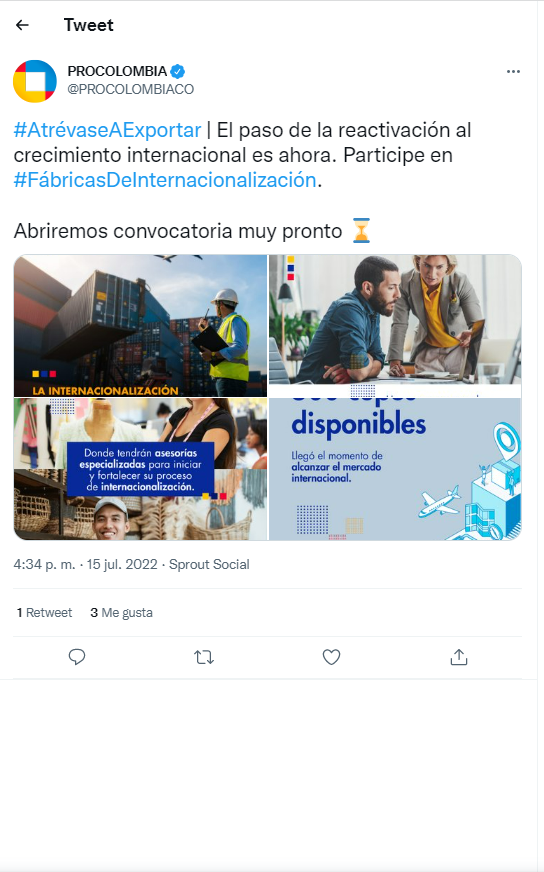 Tweet
PROCOLOMBIA
@PROCOLOMBIACO
#AtrévaseAExportar | El paso de la reactivación al
crecimiento internacional es ahora. Participe en
#FábricasDeInternacionalización.
Abriremos convocatoria muy pronto ⏳
LA INTERNACIONALIZACIÓN
Donde tendrán asesorías
especializadas para iniciar
y fortalecer su proceso
de internacionalización.
disponibles
Llegó el momento de
alcanzar el mercado
internacional.
4:34 p. m. · 15 jul. 2022 · Sprout Social
1 Retweet 3 Me gusta